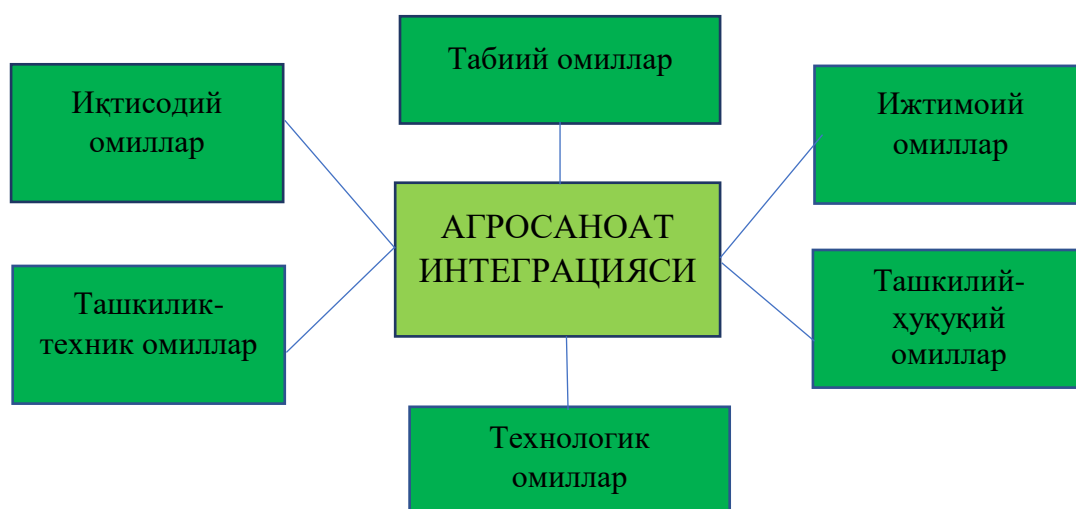 Табиий омиллар
Иқтисодий
омиллар
Ижтимоий
омиллар
АГРОСАНОАТ
ИНТЕГРАЦИЯСИ
Ташкилик-
техник омиллар
Ташкилий-
ҳуқуқий
омиллар
Технологик
омиллар